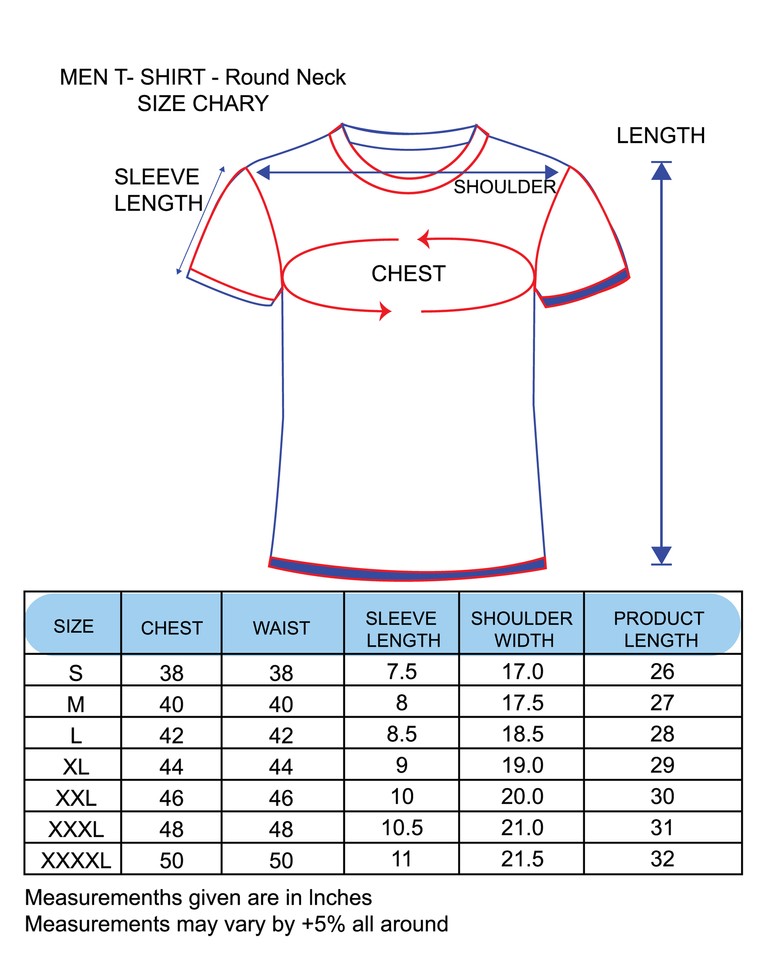 MEN T- SHIRT - Round Neck
SIZE CHARY
LENGTH
SLEEVE
LENGTH
SHOULDER
CHEST
SIZE CHEST WAIST SLEEVE LENGTH SHOULDER WIDTH PRODUCT LENGTH
S 38 38 7.5 17.0 26
M 40 40 8 17.5 27
L 42 42 8.5 18.5 28
XL 44 44 9 19.0 29
XXL 46 46 10 20.0 30
XXXL 48 48 10.5 21.0 31
XXXXL 50 50 11 21.5 32
Measuremenths given are in Inches
Measurements may vary by +5% all around